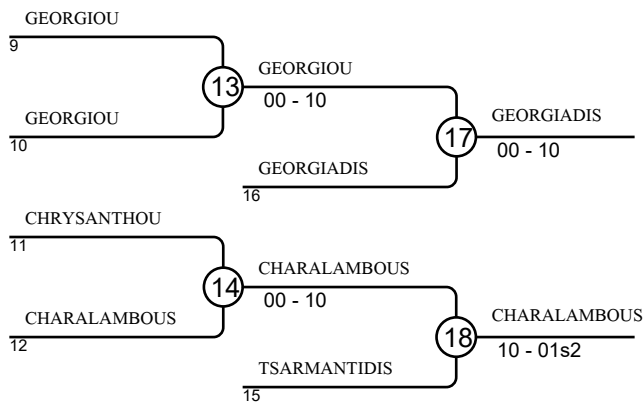 GEORGIOU
9
13
GEORGIOU
00 - 10
GEORGIOU
10
17
GEORGIADIS
00 - 10
GEORGIADIS
16
CHRYSANTHOU
11
14
CHARALAMBOUS
00 - 10
CHARALAMBOUS
12
18
CHARALAMBOUS
10 - 01s2
TSARMANTIDIS
15